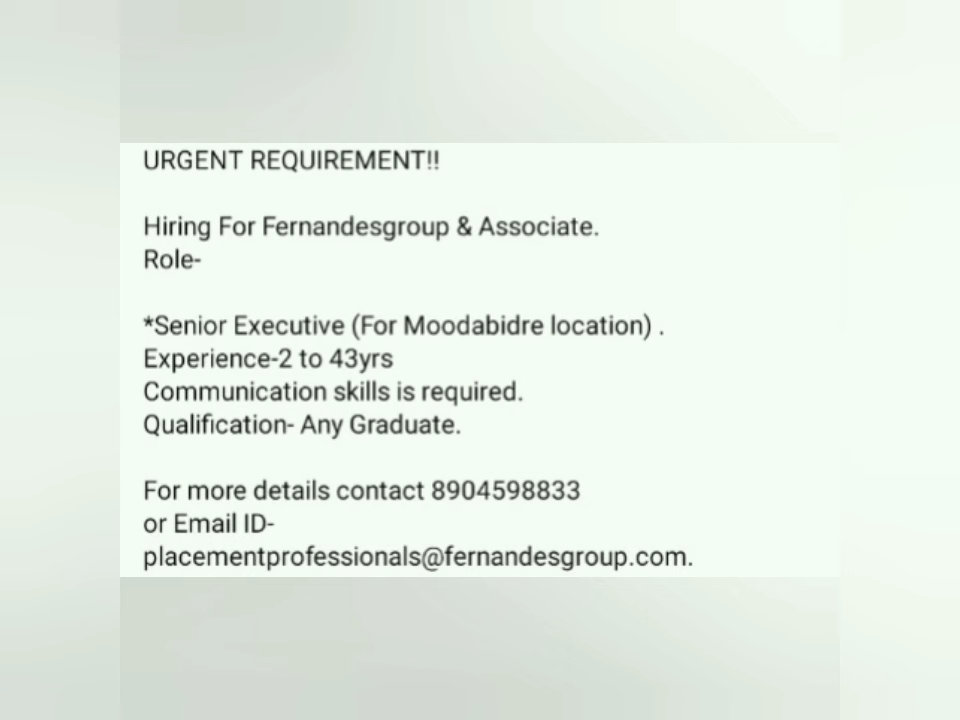 URGENT REQUIREMENT!!
Hiring For Fernandesgroup & Associate.
Role-
*Senior Executive (For Moodabidre location) .
Experience-2 to 43yrs
Communication skills is required.
Qualification- Any Graduate.
For more details contact 8904598833
or Email ID-
placementprofessionals@fernandesgroup.com.